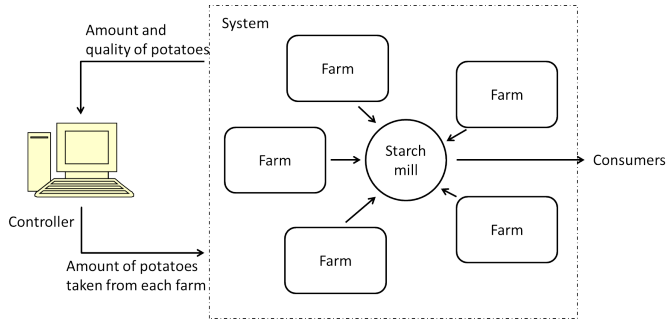 Amount and
quality of potatoes
System
Farm
Farm
Farm
Starch
mill
Consumers
Farm
Farm
Controller
Amount of potatoes
taken from each farm